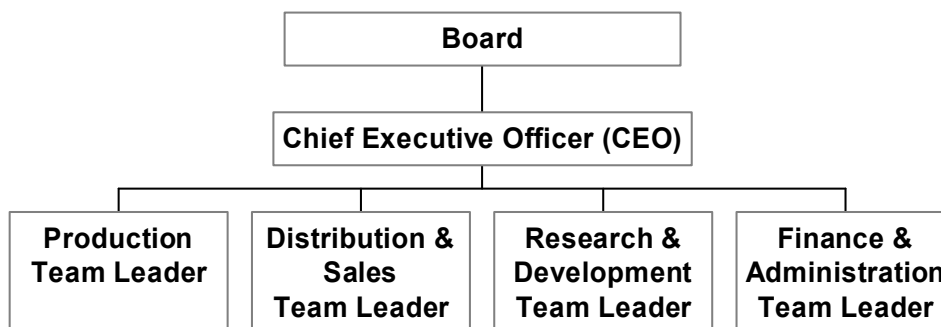 Board
Chief Executive Officer (CEO)
Production
Team Leader
Distribution &
Sales
Team Leader
Research &
Development
Team Leader
Finance &
Administration
Team Leader